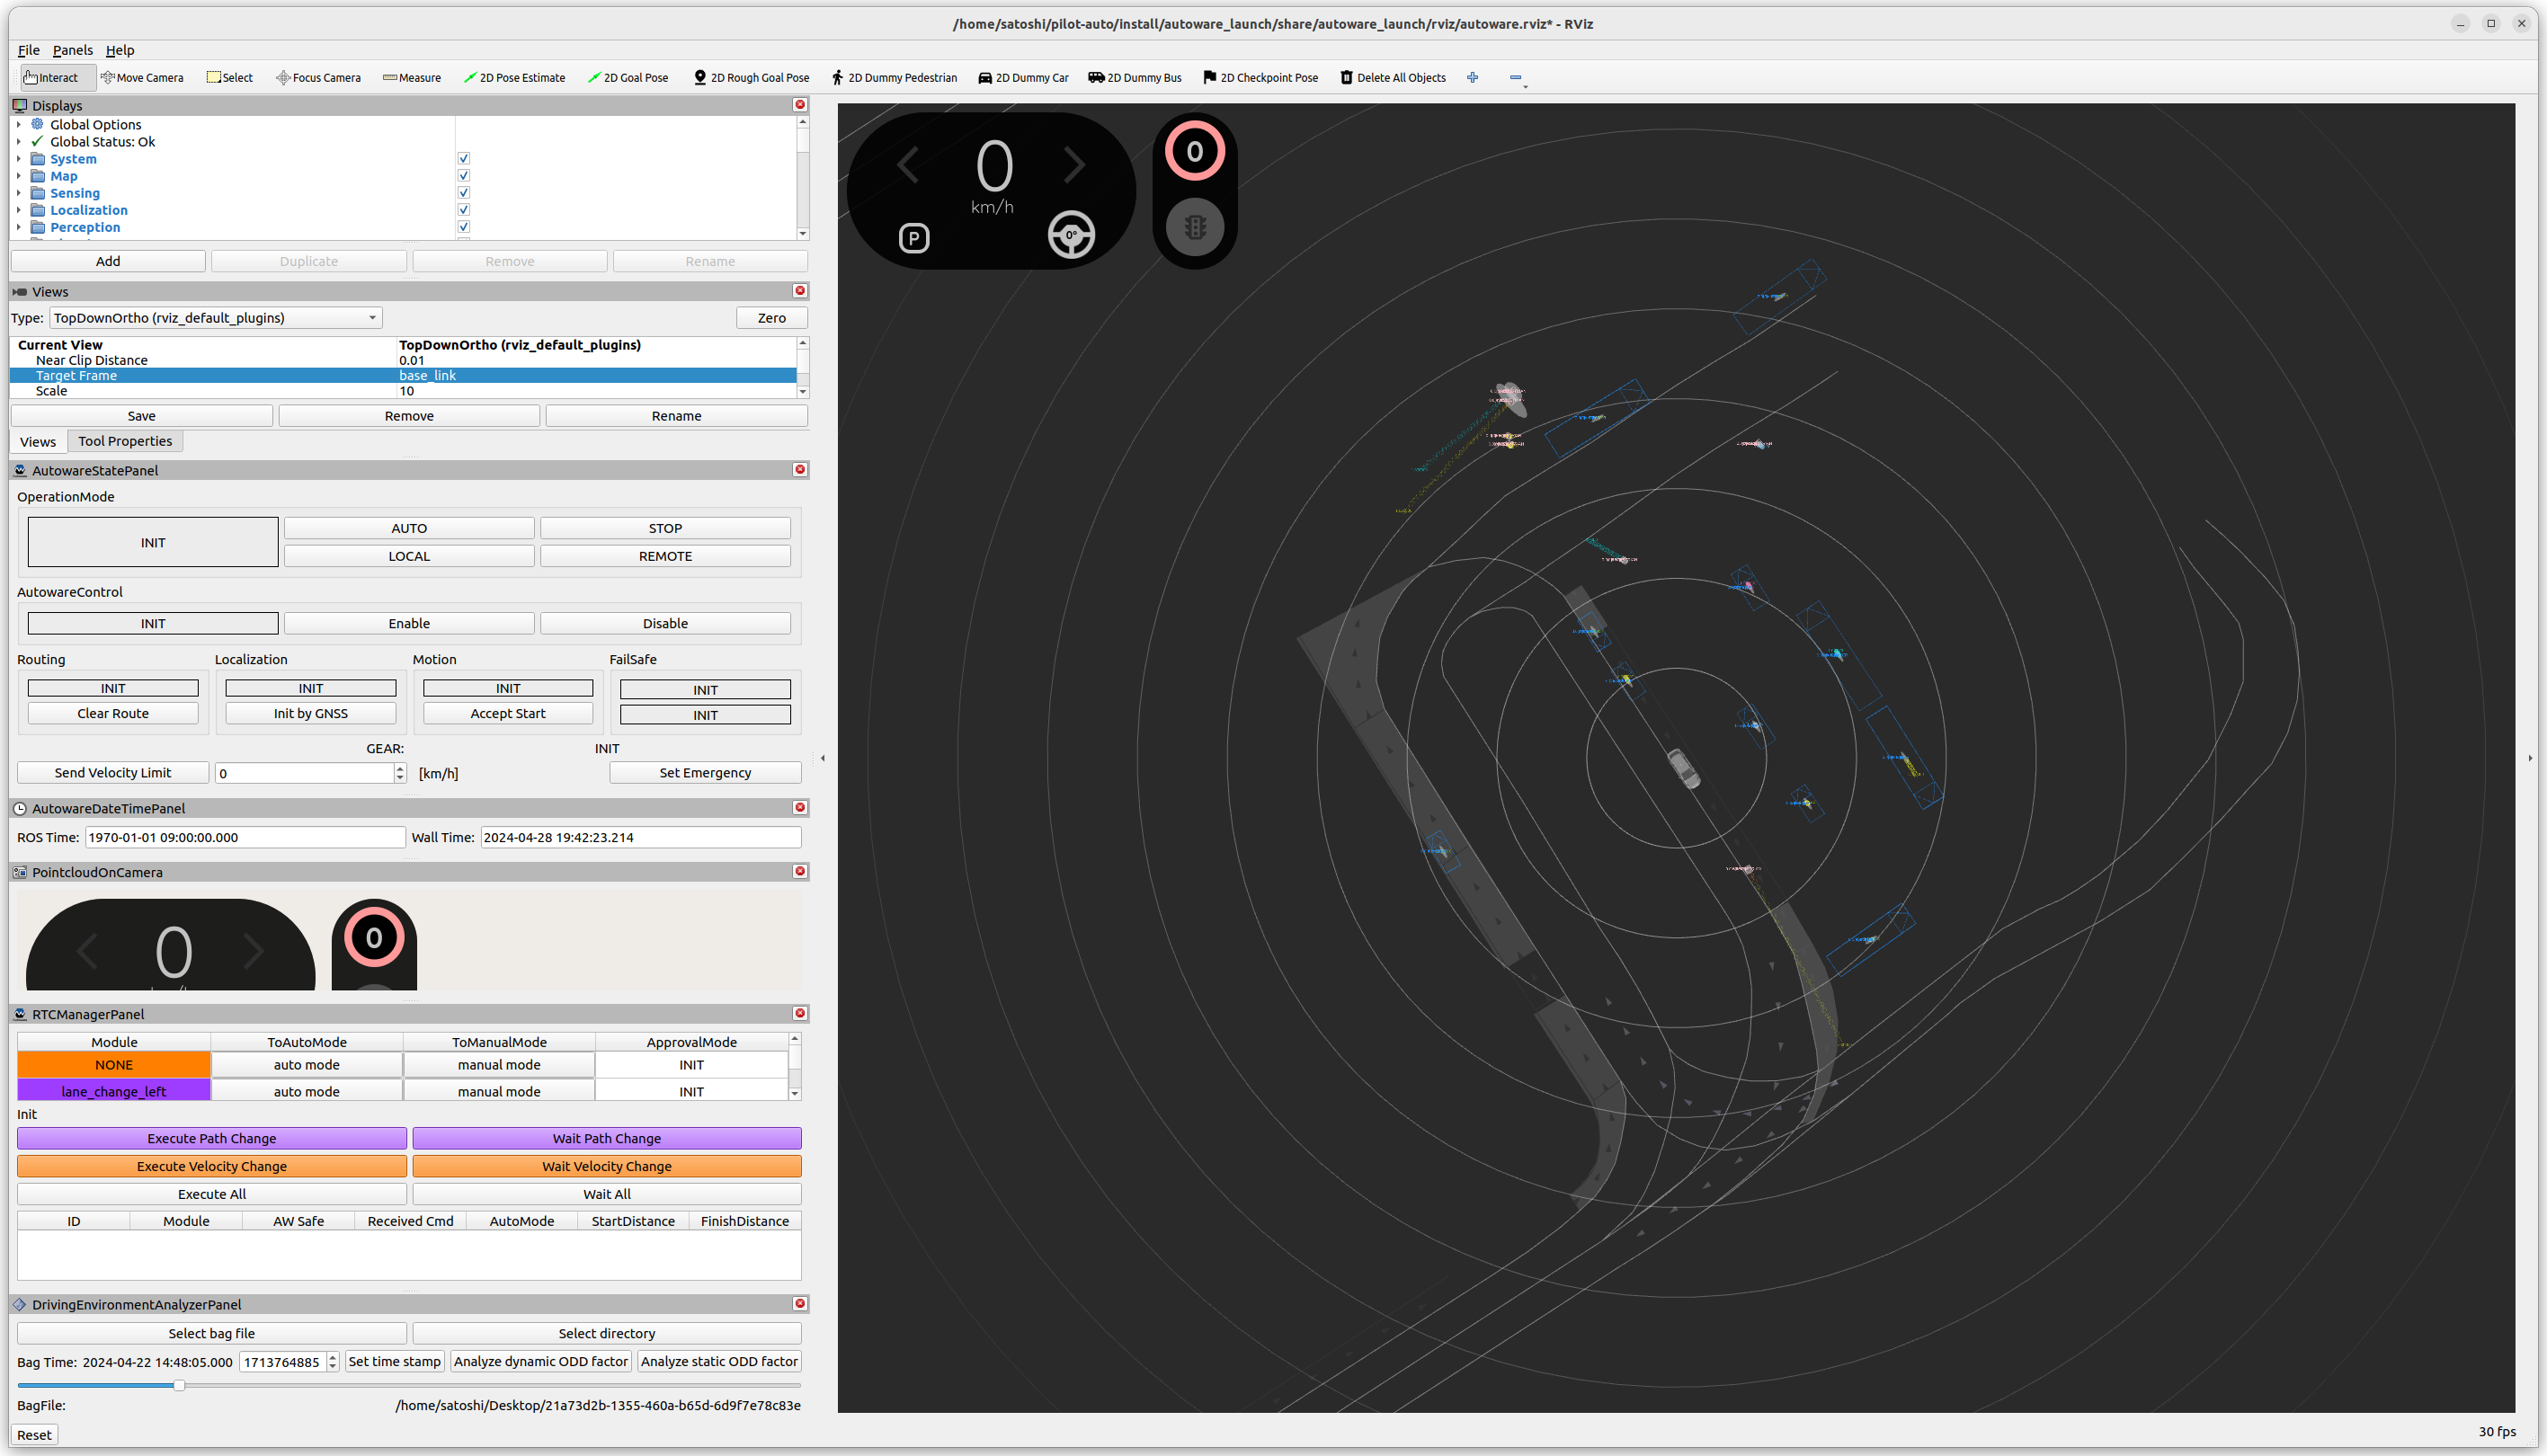 /home/satoshi/pilot-auto/install/autoware_launch/share/autoware_launch/rviz/autoware.rviz* - RViz
File Panels Help
Interact Move Camera Select Focus Camera Measure 2D Pose Estimate 2D Goal Pose 2D Rough Goal Pose 2D Dummy Pedestrian 2D Dummy Car 2D Dummy Bus 2D Checkpoint Pose Delete All Objects
Displays
Global Options
Global Status: Ok
System
Map
Sensing
Localization
Perception
Add Duplicate Remove Rename
Views
Type: TopDownOrtho (rviz_default_plugins) Zero
Current View TopDownOrtho (rviz_default_plugins)
Near Clip Distance 0.01
Target Frame base_link
Scale 10
Save Remove Rename
Views Tool Properties
AutowareStatePanel
OperationMode
INIT AUTO STOP
LOCAL REMOTE
AutowareControl
INIT Enable Disable
Routing Localization Motion FailSafe
INIT INIT INIT INIT
Clear Route Init by GNSS Accept Start INIT
GEAR: INIT
Send Velocity Limit 0 [km/h] Set Emergency
AutowareDateTimePanel
ROS Time: 1970-01-01 09:00:00.000 Wall Time: 2024-04-28 19:42:23.214
PointcloudOnCamera
0 0
RTCManagerPanel
Module ToAutoMode ToManualMode ApprovalMode
NONE auto mode manual mode INIT
lane_change_left auto mode manual mode INIT
Init
Execute Path Change Wait Path Change
Execute Velocity Change Wait Velocity Change
Execute All Wait All
ID Module AW Safe Received Cmd AutoMode StartDistance FinishDistance
DrivingEnvironmentAnalyzerPanel
Select bag file Select directory
Bag Time: 2024-04-22 14:48:05.000 1713764885 Set time stamp Analyze dynamic ODD factor Analyze static ODD factor
BagFile: /home/satoshi/Desktop/21a73d2b-1355-460a-b65d-6d9f7e78c83e
Reset
0 0
km/h
P 0°
30 fps